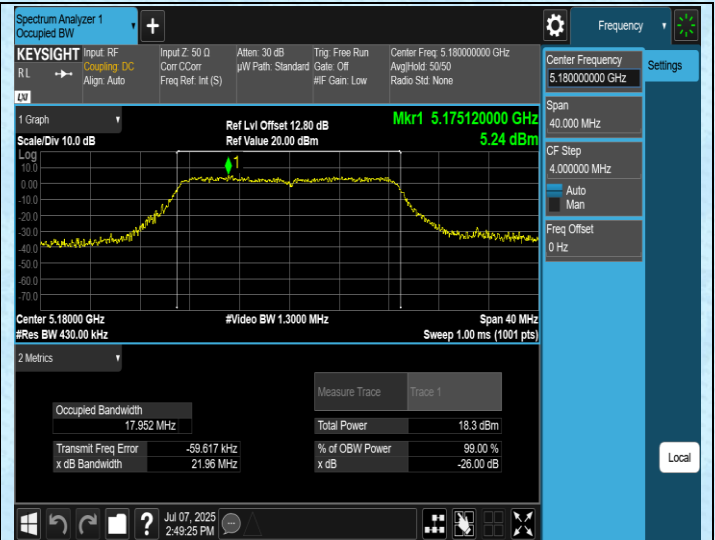 Spectrum Analyzer 1
Occupied BW
+
Frequency
KEYSIGHT
RL
LXI
Input: RF
Coupling: DC
Align: Auto
Input Z: 50 Ω
Corr CCorr
Freq Ref: Int (S)
Atten: 30 dB
µW Path: Standard
Trig: Free Run
Gate: Off
#IF Gain: Low
Center Freq: 5.180000000 GHz
Avg|Hold: 50/50
Radio Std: None
Center Frequency
5.180000000 GHz
Settings
Span
40.000 MHz
CF Step
4.000000 MHz
Auto
Man
Freq Offset
0 Hz
1 Graph
Scale/Div 10.0 dB
Ref Lvl Offset 12.80 dB
Ref Value 20.00 dBm
Mkr1 5.175120000 GHz
5.24 dBm
Log
10.0
0.00
-10.0
-20.0
-30.0
-40.0
-50.0
-60.0
-70.0
1
Center 5.18000 GHz
#Res BW 430.00 kHz
#Video BW 1.3000 MHz
Span 40 MHz
Sweep 1.00 ms (1001 pts)
2 Metrics
Measure Trace
Trace 1
Occupied Bandwidth
17.952 MHz
Total Power
18.3 dBm
Transmit Freq Error
-59.617 kHz
% of OBW Power
99.00 %
x dB Bandwidth
21.96 MHz
x dB
-26.00 dB
Local
?
Jul 07, 2025
2:49:25 PM